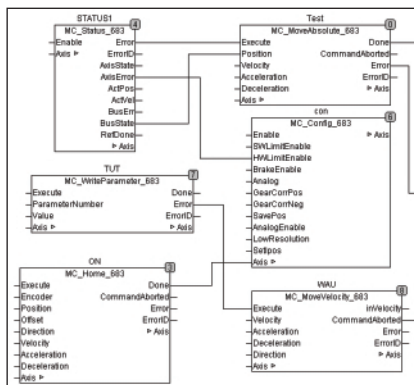 STATUS1
4
MC_Status_683
Enable Error
Axis ErrorID
AxisState
AxisError
ActPos
ActVel
BusErr
BusState
RefDone
Axis
Test
0
MC_MoveAbsolute_683
Execute Done
Position CommandAborted
Velocity Error
Acceleration ErrorID
Deceleration Axis
Axis
con
6
MC_Config_683
Enable Axis
SWLimitEnable
HWLimitEnable
BrakeEnable
Analog
GearCorrPos
GearCorrNeg
SavePos
AnalogEnable
LowResolution
Setlpos
Axis
TUT
7
MC_WriteParameter_683
Execute Done
ParameterNumber Error
Value ErrorID
Axis Axis
ON
3
MC_Home_683
Execute Done
Encoder CommandAborted
Position Error
Offset ErrorID
Direction Axis
Velocity
Acceleration
Deceleration
Axis
WAU
8
MC_MoveVelocity_683
Execute inVelocity
Velocity CommandAborted
Acceleration Error
Deceleration ErrorID
Direction Axis
Axis